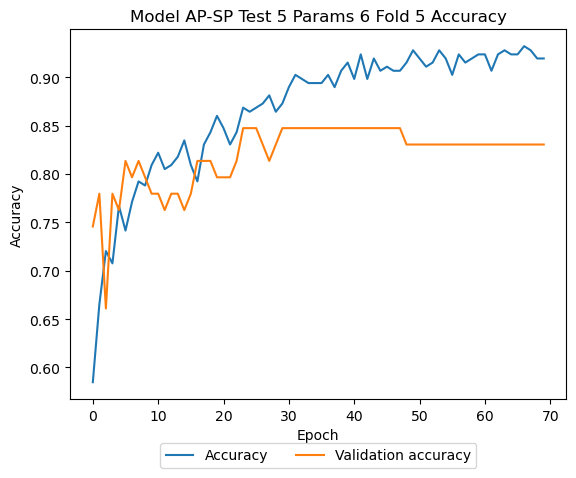 Model AP-SP Test 5 Params 6 Fold 5 Accuracy
Accuracy
0.90
0.85
0.80
0.75
0.70
0.65
0.60
0 10 20 30 40 50 60 70
Epoch
Accuracy Validation accuracy